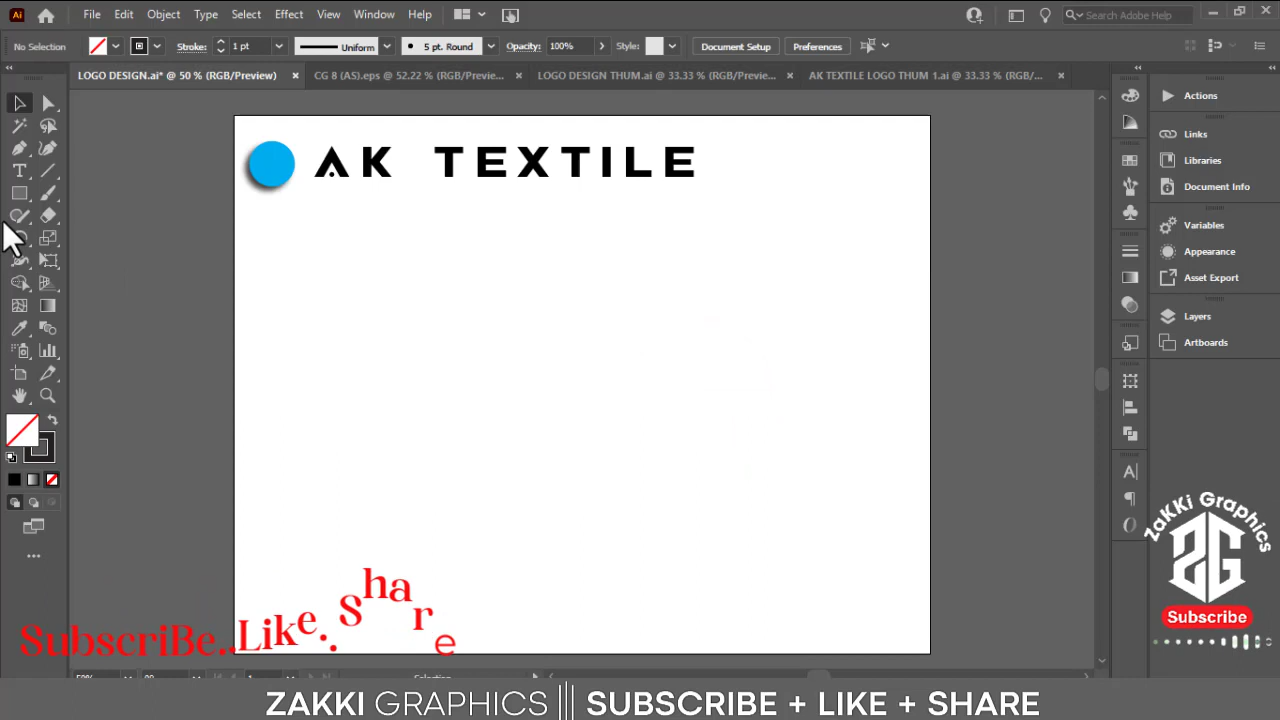 Ai File Edit Object Type Select Effect View Window Help Search Adobe Help
No Selection Stroke: 1 pt Uniform 5 pt. Round Opacity: 100% Style: Document Setup Preferences
LOGO DESIGN.ai* @ 50 % (RGB/Preview) × CG 8 (AS).eps @ 52.22 % (RGB/Previe... × LOGO DESIGN THUM.ai @ 33.33 % (RGB/Previe... × AK TEXTILE LOGO THUM 1.ai @ 33.33 % (RGB/... ×
Actions
Links
Libraries
Document Info
Variables
Appearance
Asset Export
Layers
Artboards
AK TEXTILE
ZaKKi Graphics
ZG
Subscribe
SubscriBe..Like..Share
Selection
ZAKKI GRAPHICS ||| SUBSCRIBE + LIKE + SHARE